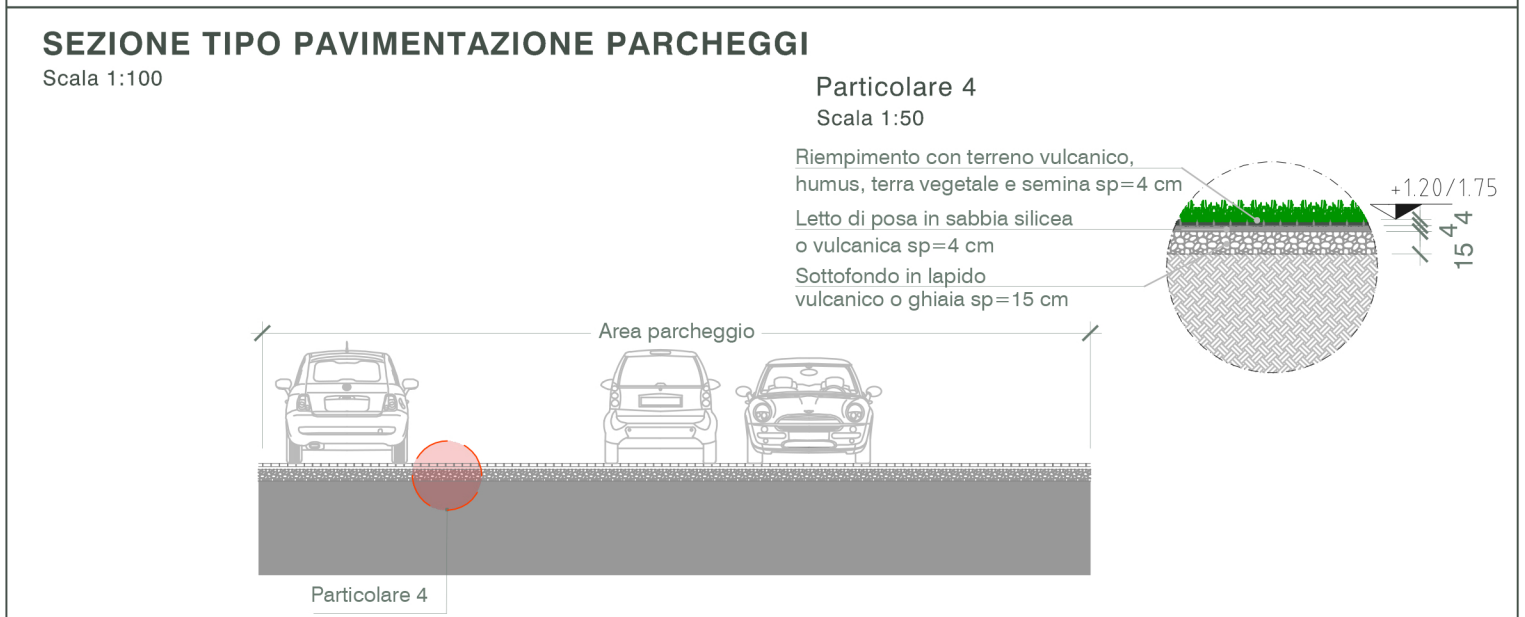 SEZIONE TIPO PAVIMENTAZIONE PARCHEGGI
Scala 1:100
Particolare 4
Scala 1:50
Riempimento con terreno vulcanico,
humus, terra vegetale e semina sp=4 cm
Letto di posa in sabbia silicea
o vulcanica sp=4 cm
Sottofondo in lapido
vulcanico o ghiaia sp=15 cm
+1.20/1.75
15 4 4
Area parcheggio
Particolare 4